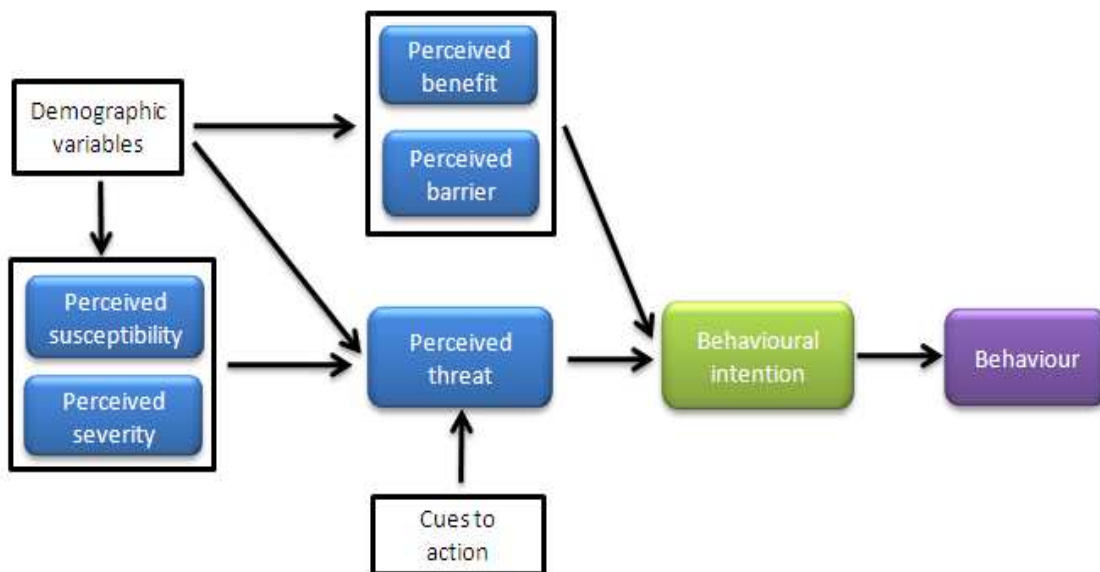 Perceived
benefit
Demographic
variables
Perceived
barrier
Perceived
susceptibility
Perceived
severity
Perceived
threat
Behavioural
intention
Behaviour
Cues to
action